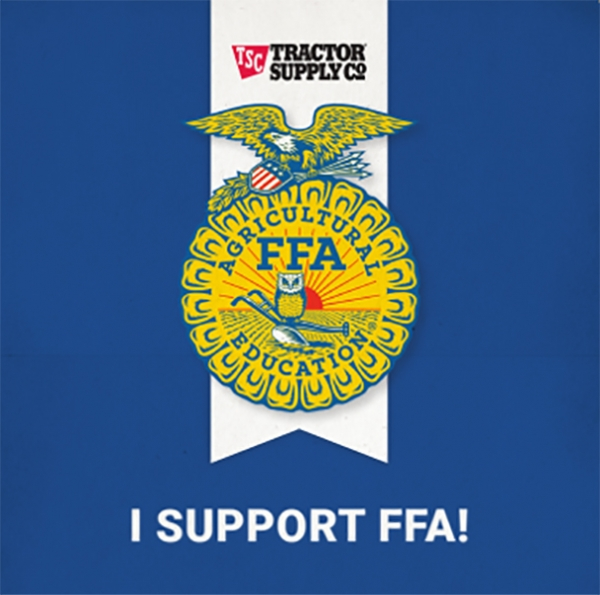 TSC TRACTOR
SUPPLY CO
AGRICULTURAL
FFA
EDUCATION®
I SUPPORT FFA!